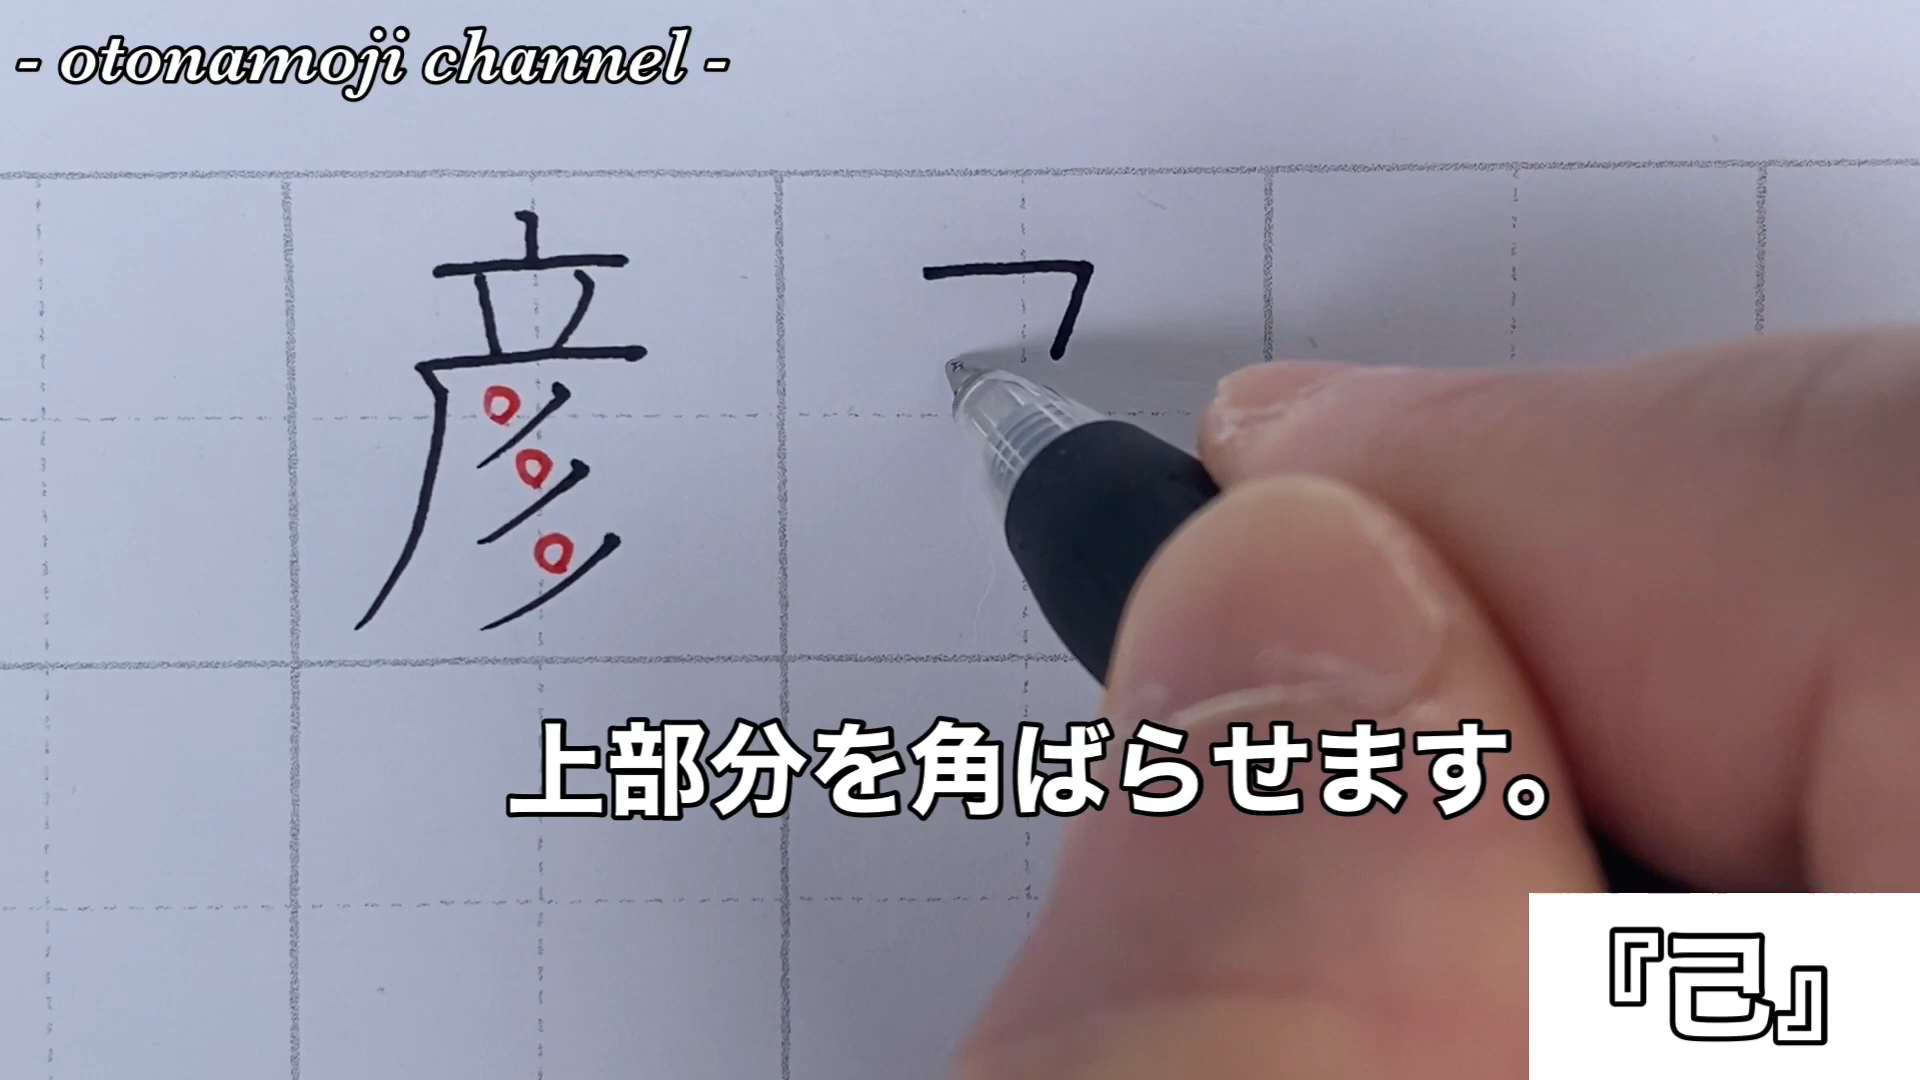 - otonamoji channel -
彦
上部分を角ばらせます。
『己』